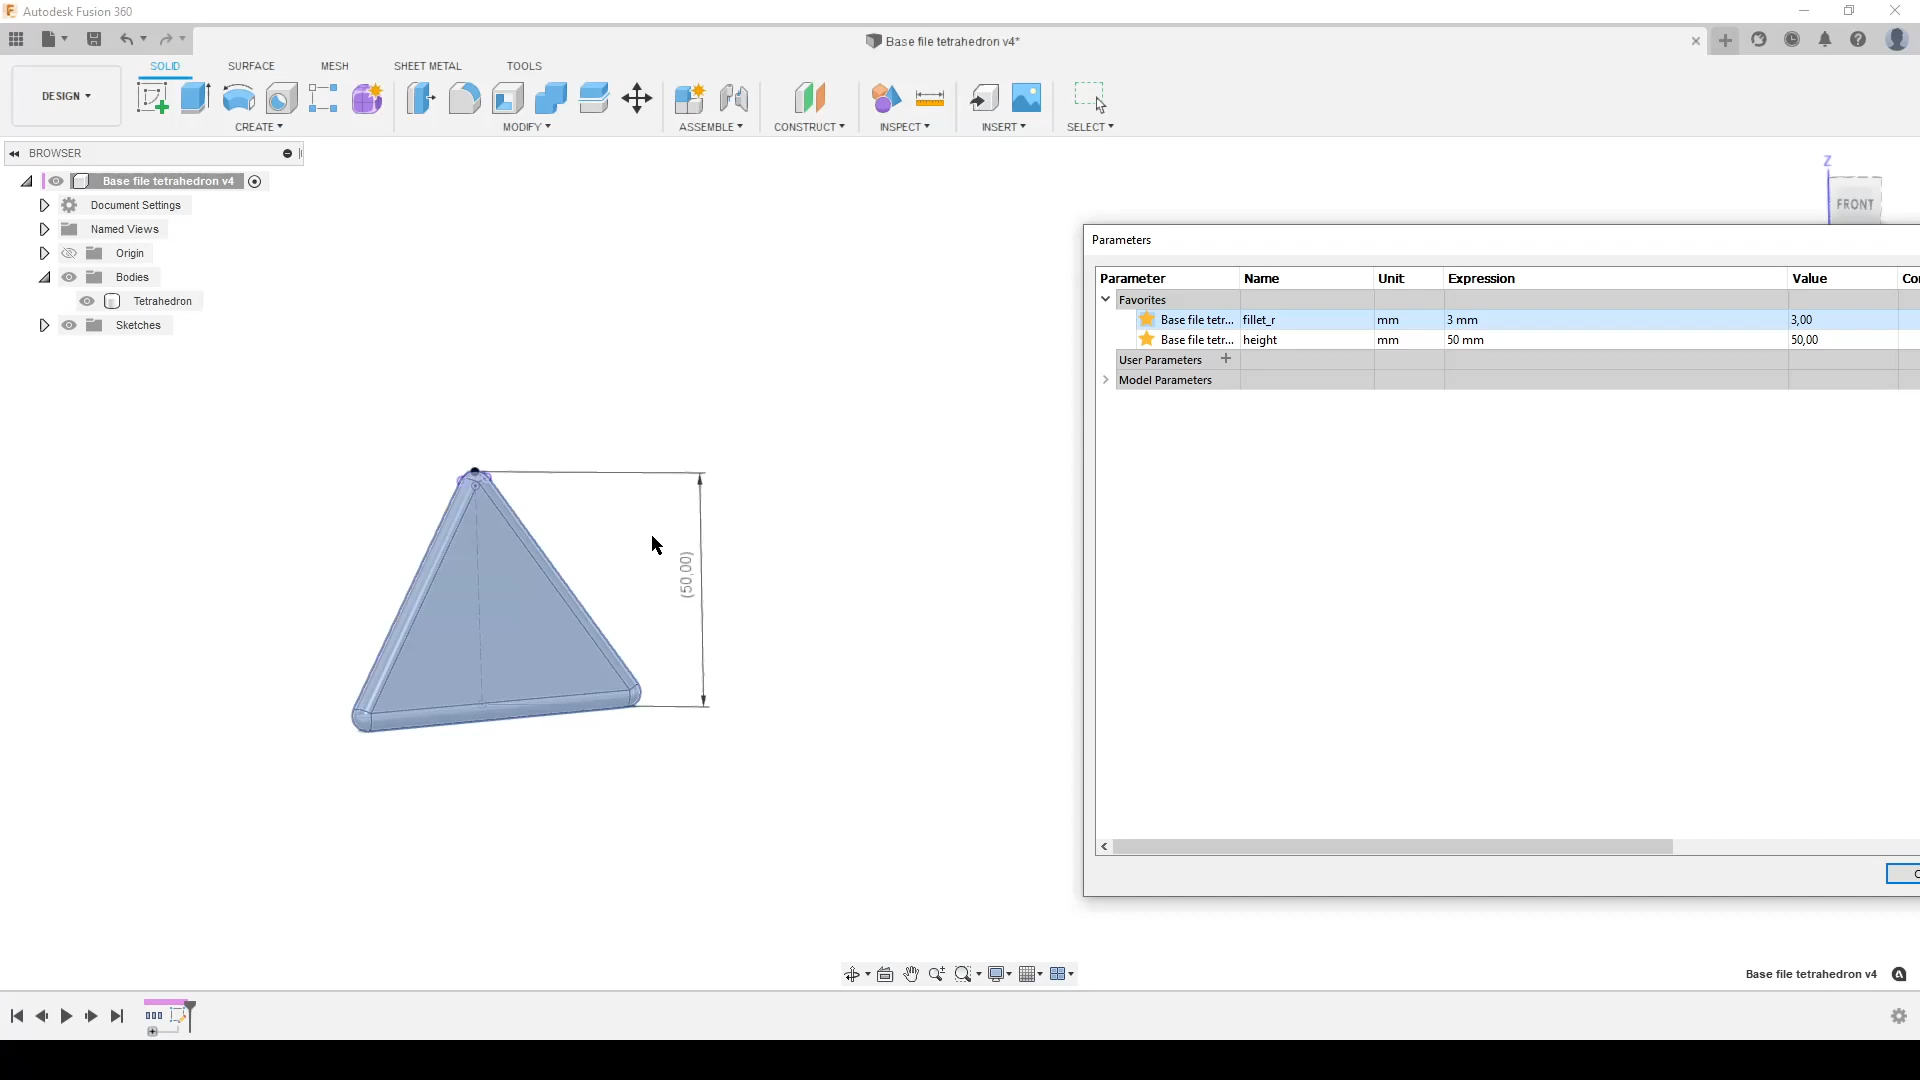 Autodesk Fusion 360
Base file tetrahedron v4*
DESIGN
SOLID SURFACE MESH SHEET METAL TOOLS
CREATE MODIFY ASSEMBLE CONSTRUCT INSPECT INSERT SELECT
BROWSER
Base file tetrahedron v4
Document Settings
Named Views
Origin
Bodies
Tetrahedron
Sketches
Z
FRONT
Parameters
Parameter Name Unit Expression Value Co
Favorites
Base file tetr... fillet_r mm 3 mm 3,00
Base file tetr... height mm 50 mm 50,00
User Parameters
Model Parameters
(50,00)
Base file tetrahedron v4